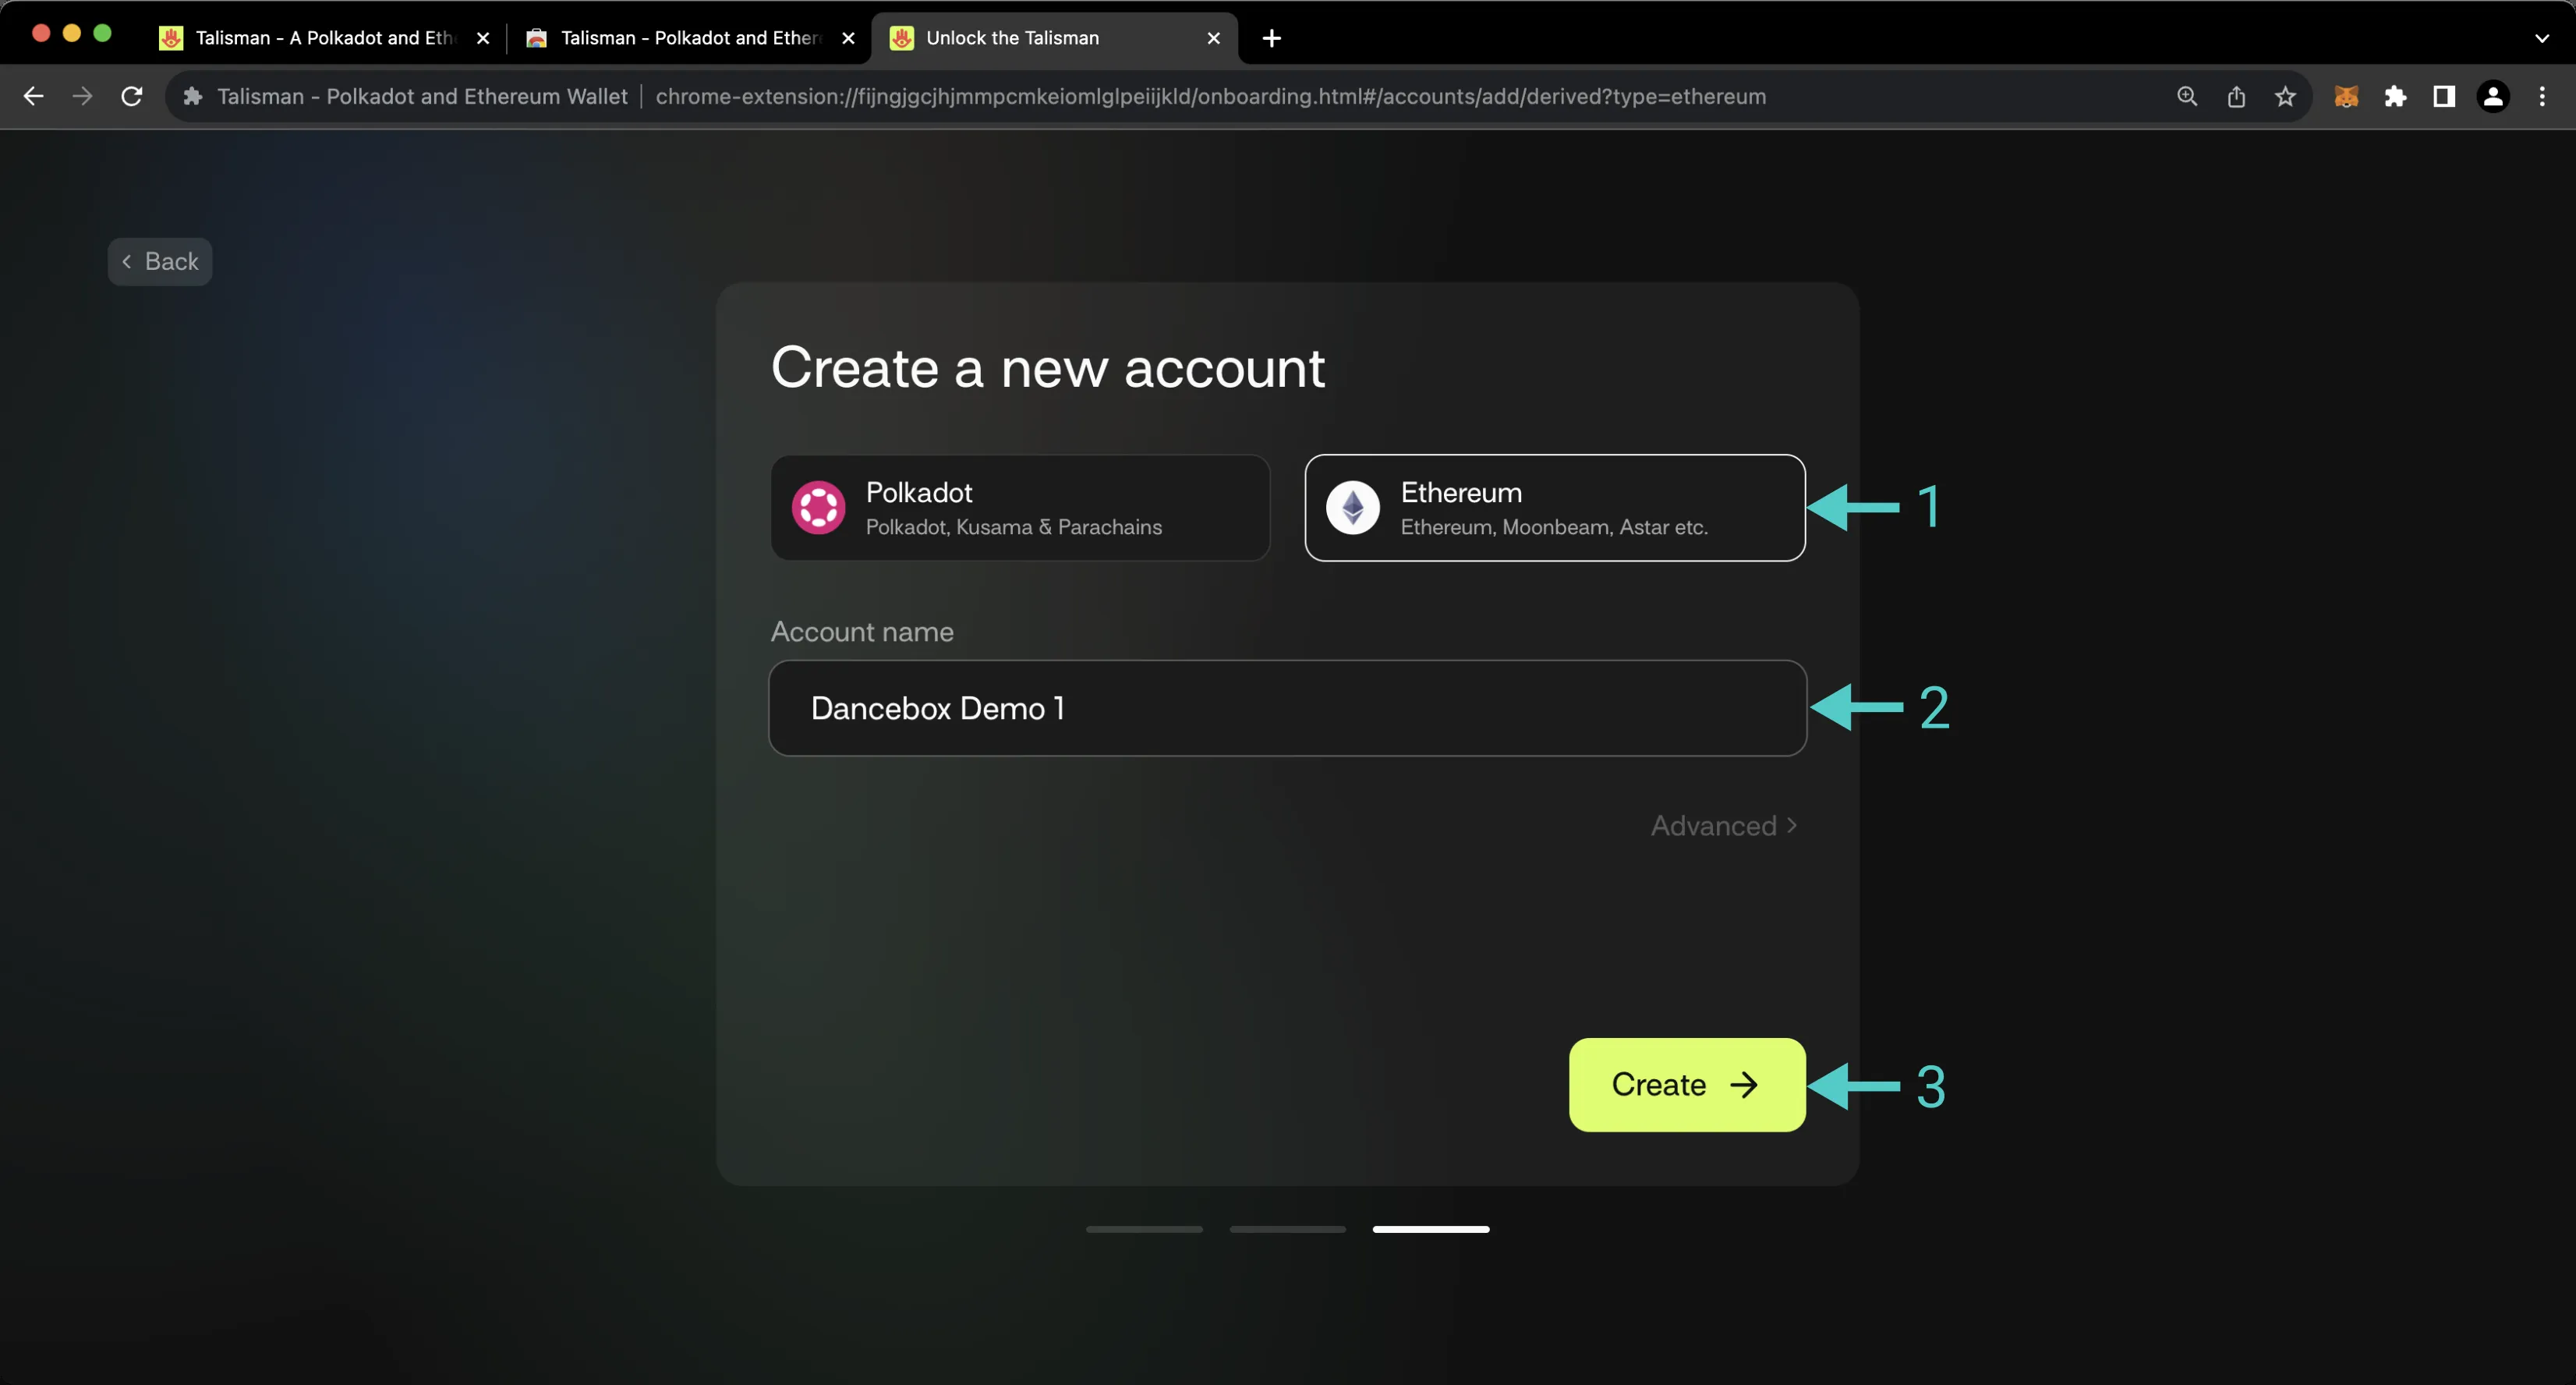 Talisman - A Polkadot and Eth
Talisman - Polkadot and Ether
Unlock the Talisman
Talisman - Polkadot and Ethereum Wallet
chrome-extension://fijngjgcjhjmmpcmkeiomlglpeiijkld/onboarding.html#/accounts/add/derived?type=ethereum
Back
Create a new account
Polkadot
Polkadot, Kusama & Parachains
Ethereum
Ethereum, Moonbeam, Astar etc.
1
Account name
Dancebox Demo 1
2
Advanced
Create
3